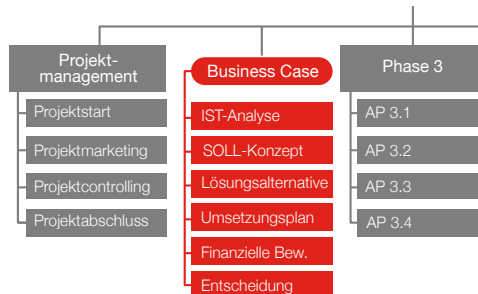 Projekt-
management
Projektstart
Projektmarketing
Projektcontrolling
Projektabschluss
Business Case
IST-Analyse
SOLL-Konzept
Lösungsalternative
Umsetzungsplan
Finanzielle Bew.
Entscheidung
Phase 3
AP 3.1
AP 3.2
AP 3.3
AP 3.4